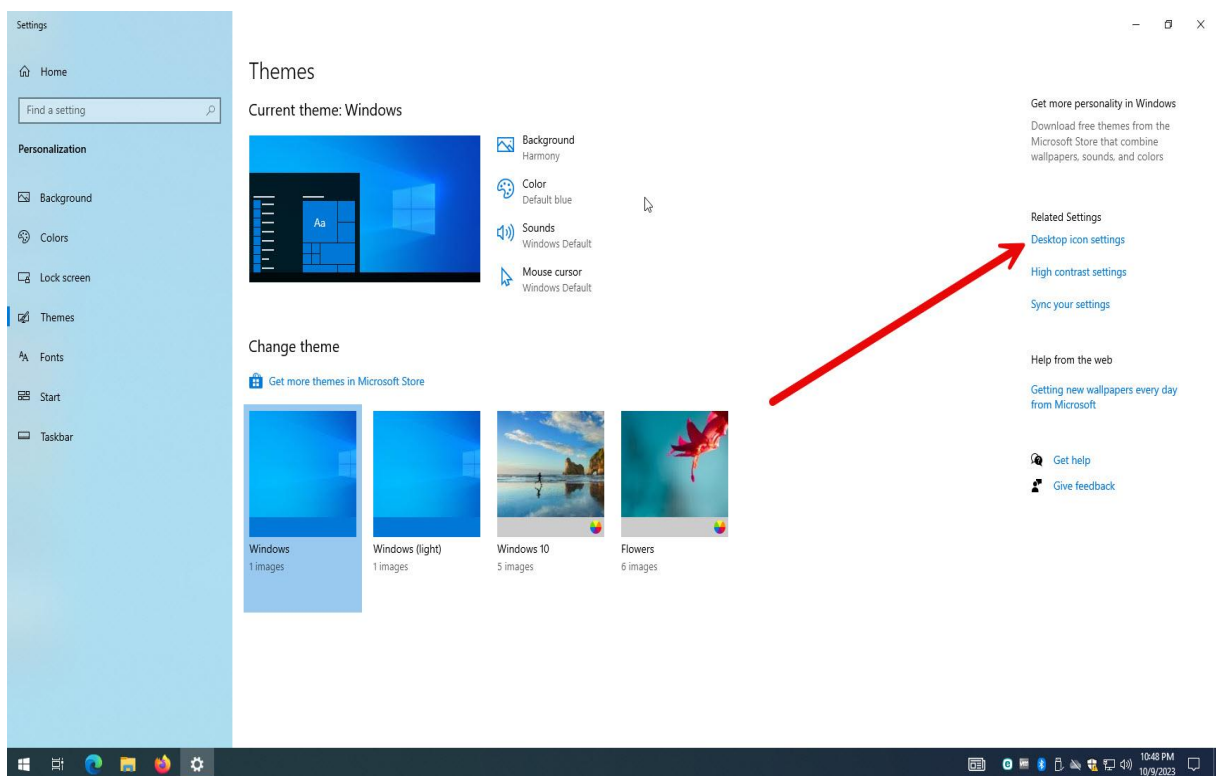 Settings
Home
Find a setting
Personalization
Background
Colors
Lock screen
Themes
Fonts
Start
Taskbar
Themes
Current theme: Windows
Aa
Background
Harmony
Color
Default blue
Sounds
Windows Default
Mouse cursor
Windows Default
Change theme
Get more themes in Microsoft Store
Windows
1 images
Windows (light)
1 images
Windows 10
5 images
Flowers
6 images
Get more personality in Windows
Download free themes from the
Microsoft Store that combine
wallpapers, sounds, and colors
Related Settings
Desktop icon settings
High contrast settings
Sync your settings
Help from the web
Getting new wallpapers every day
from Microsoft
Get help
Give feedback
10:48 PM
10/9/2023